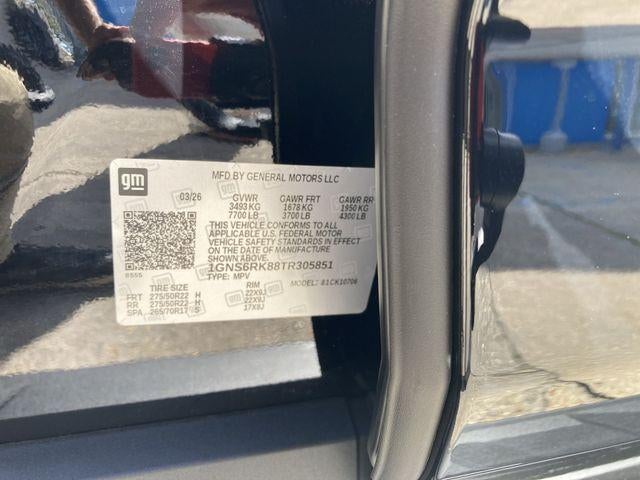 gm
MFD BY GENERAL MOTORS LLC
03/26 GVWR GAWR FRT GAWR RR
3493 KG 1678 KG 1950 KG
7700 LB 3700 LB 4300 LB
THIS VEHICLE CONFORMS TO ALL
APPLICABLE U.S. FEDERAL MOTOR
VEHICLE SAFETY STANDARDS IN EFFECT
ON THE DATE OF MANUFACTURE
SHOWN ABOVE.
1GNS6RK88TR305851
TYPE: MPV MODEL: 81CK10706
TIRE SIZE RIM
FRT 275/50R22 H 22X9J
RR 275/50R22 H 22X9J
SPA 265/70R17 S 17X8J